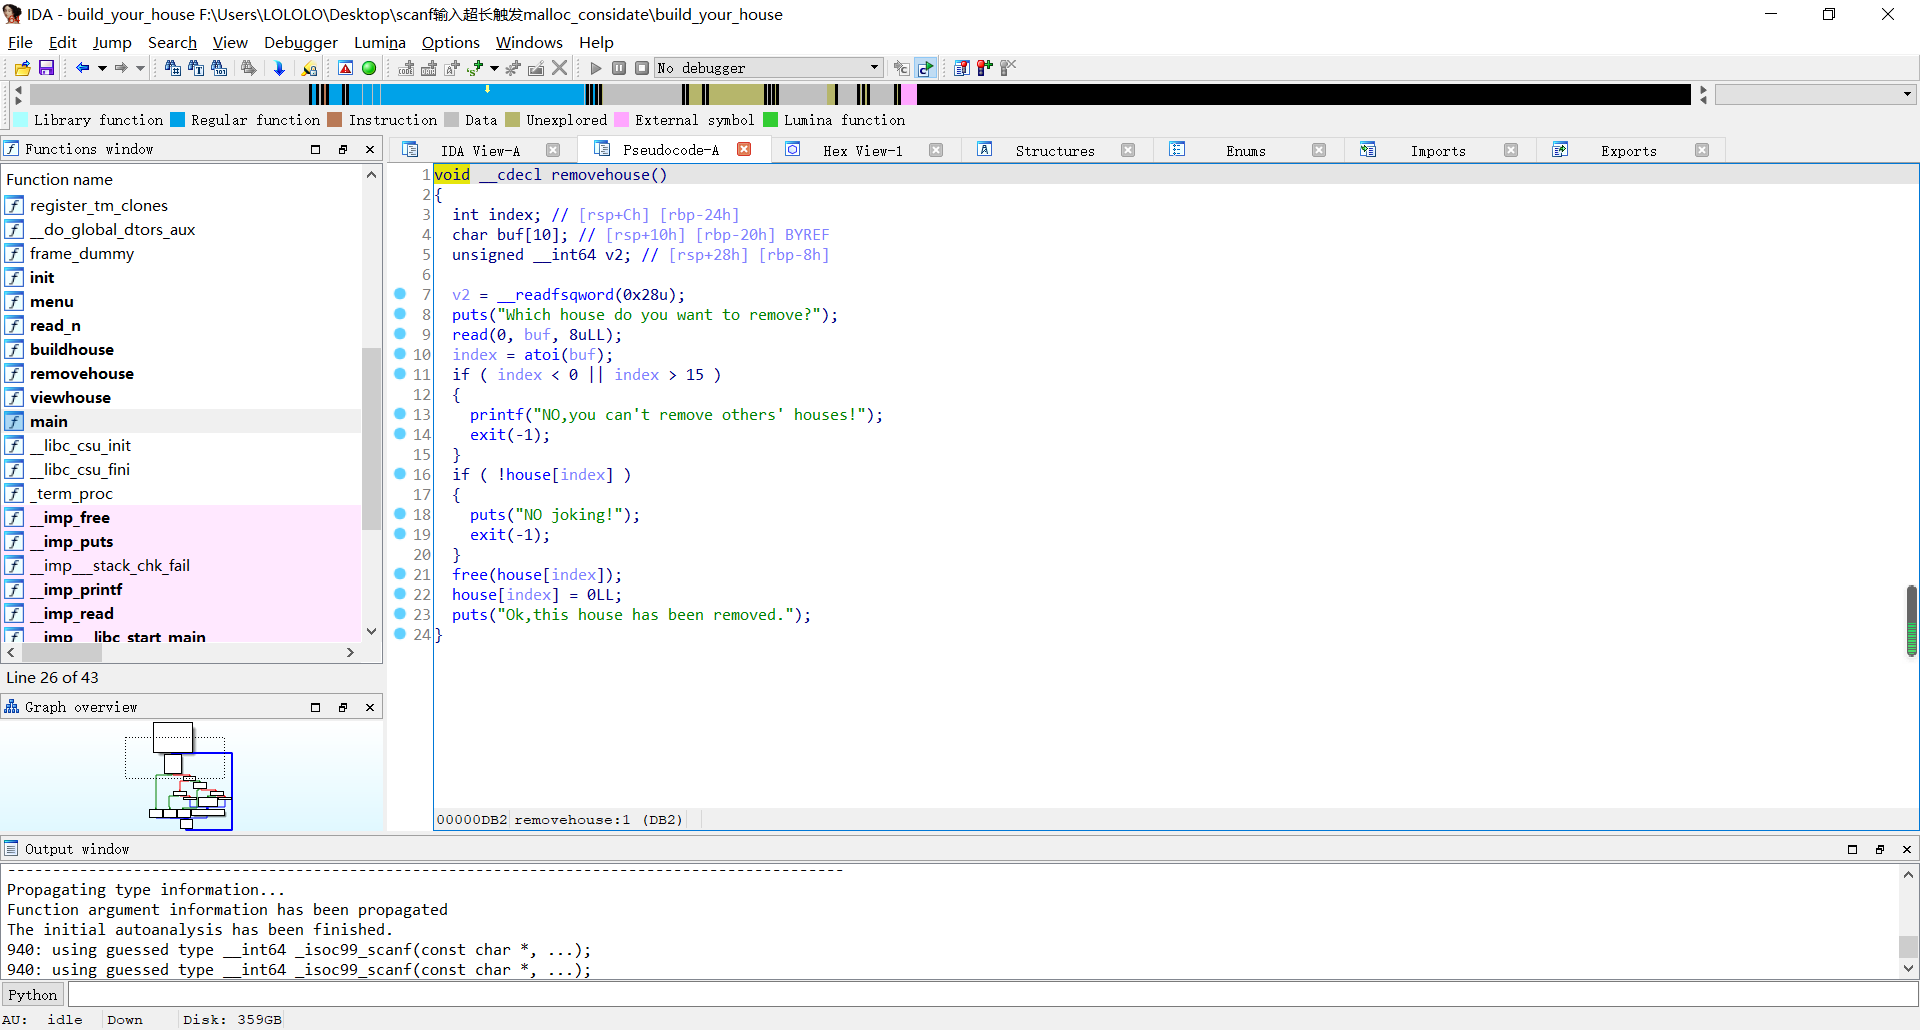 IDA - build_your_house F:\Users\LOLOLO\Desktop\scanf输入超长触发malloc_considate\build_your_house
File Edit Jump Search View Debugger Lumina Options Windows Help
No debugger
Library function Regular function Instruction Data Unexplored External symbol Lumina function
Functions window
Function name
register_tm_clones
__do_global_dtors_aux
frame_dummy
init
menu
read_n
buildhouse
removehouse
viewhouse
main
__libc_csu_init
__libc_csu_fini
_term_proc
__imp_free
__imp_puts
__imp___stack_chk_fail
__imp_printf
__imp_read
__imp___libc_start_main
Line 26 of 43
Graph overview
IDA View-A Pseudocode-A Hex View-1 Structures Enums Imports Exports
1 void __cdecl removehouse()
2 {
3 int index; // [rsp+Ch] [rbp-24h]
4 char buf[10]; // [rsp+10h] [rbp-20h] BYREF
5 unsigned __int64 v2; // [rsp+28h] [rbp-8h]
6
7 v2 = __readfsqword(0x28u);
8 puts("Which house do you want to remove?");
9 read(0, buf, 8uLL);
10 index = atoi(buf);
11 if ( index < 0 || index > 15 )
12 {
13 printf("NO,you can't remove others' houses!");
14 exit(-1);
15 }
16 if ( !house[index] )
17 {
18 puts("NO joking!");
19 exit(-1);
20 }
21 free(house[index]);
22 house[index] = 0LL;
23 puts("Ok,this house has been removed.");
24 }
00000DB2 removehouse:1 (DB2)
Output window
Propagating type information...
Function argument information has been propagated
The initial autoanalysis has been finished.
940: using guessed type __int64 _isoc99_scanf(const char *, ...);
940: using guessed type __int64 _isoc99_scanf(const char *, ...);
Python
AU: idle Down Disk: 359GB